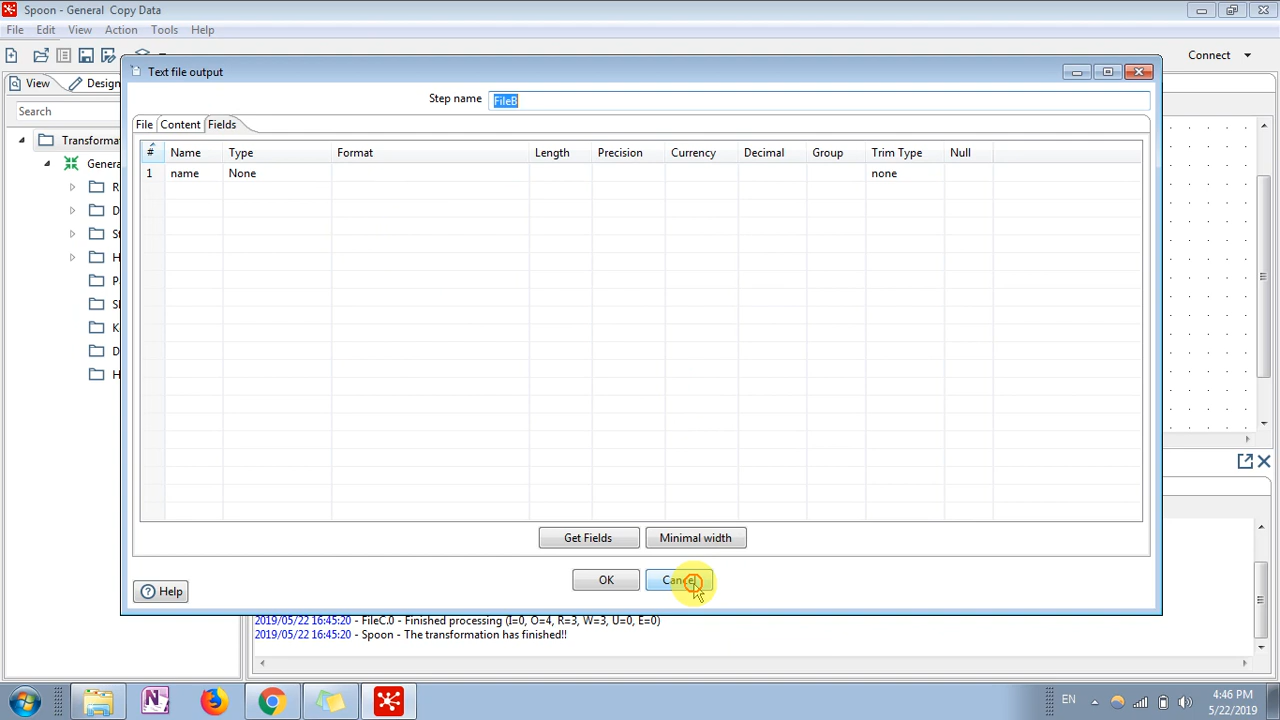 Spoon - General Copy Data
File Edit View Action Tools Help
Connect
View Design
Search
Text file output
Step name FileB
File Content Fields
# Name Type Format Length Precision Currency Decimal Group Trim Type Null
1 name None none
Transforma
Genera
R
D
St
H
P
Sl
K
D
H
Get Fields Minimal width
OK Cancel
Help
2019/05/22 16:45:20 - FileC.0 - Finished processing (I=0, O=4, R=3, W=3, U=0, E=0)
2019/05/22 16:45:20 - Spoon - The transformation has finished!!
EN
4:46 PM
5/22/2019